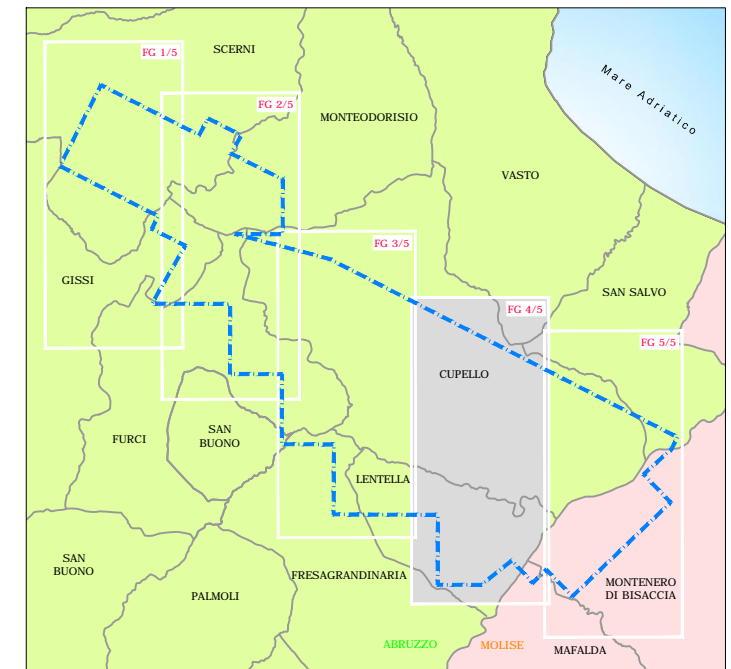 SCERNI
FG 1/5
Mare Adriatico
FG 2/5
MONTEODORISIO
VASTO
FG 3/5
GISSI
SAN SALVO
FG 4/5
FG 5/5
CUPELLO
FURCI
SAN
BUONO
LENTELLA
SAN
BUONO
FRESAGRANDINARIA
PALMOLI
MONTENERO
DI BISACCIA
ABRUZZO
MOLISE
MAFALDA